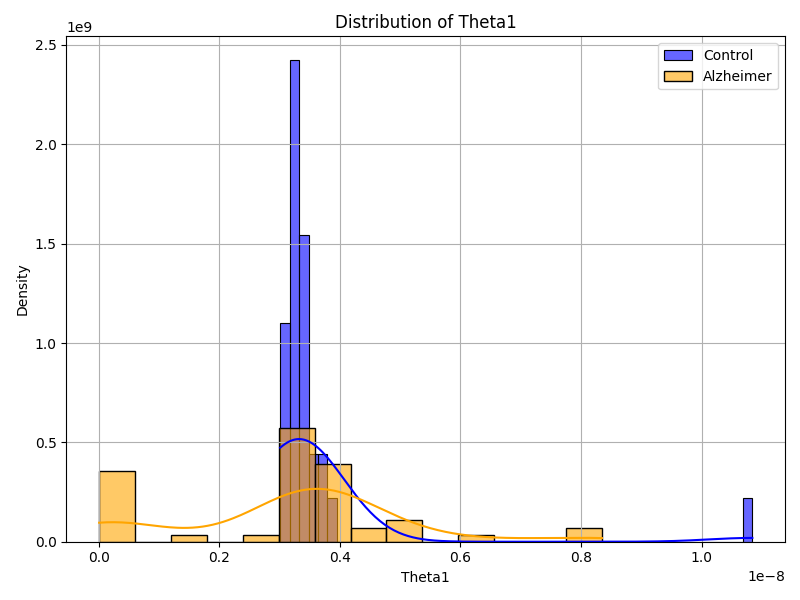 Distribution of Theta1
1e9
Control
Alzheimer
2.5
2.0
1.5
1.0
0.5
0.0
Density
0.0 0.2 0.4 0.6 0.8 1.0
Theta1
1e−8